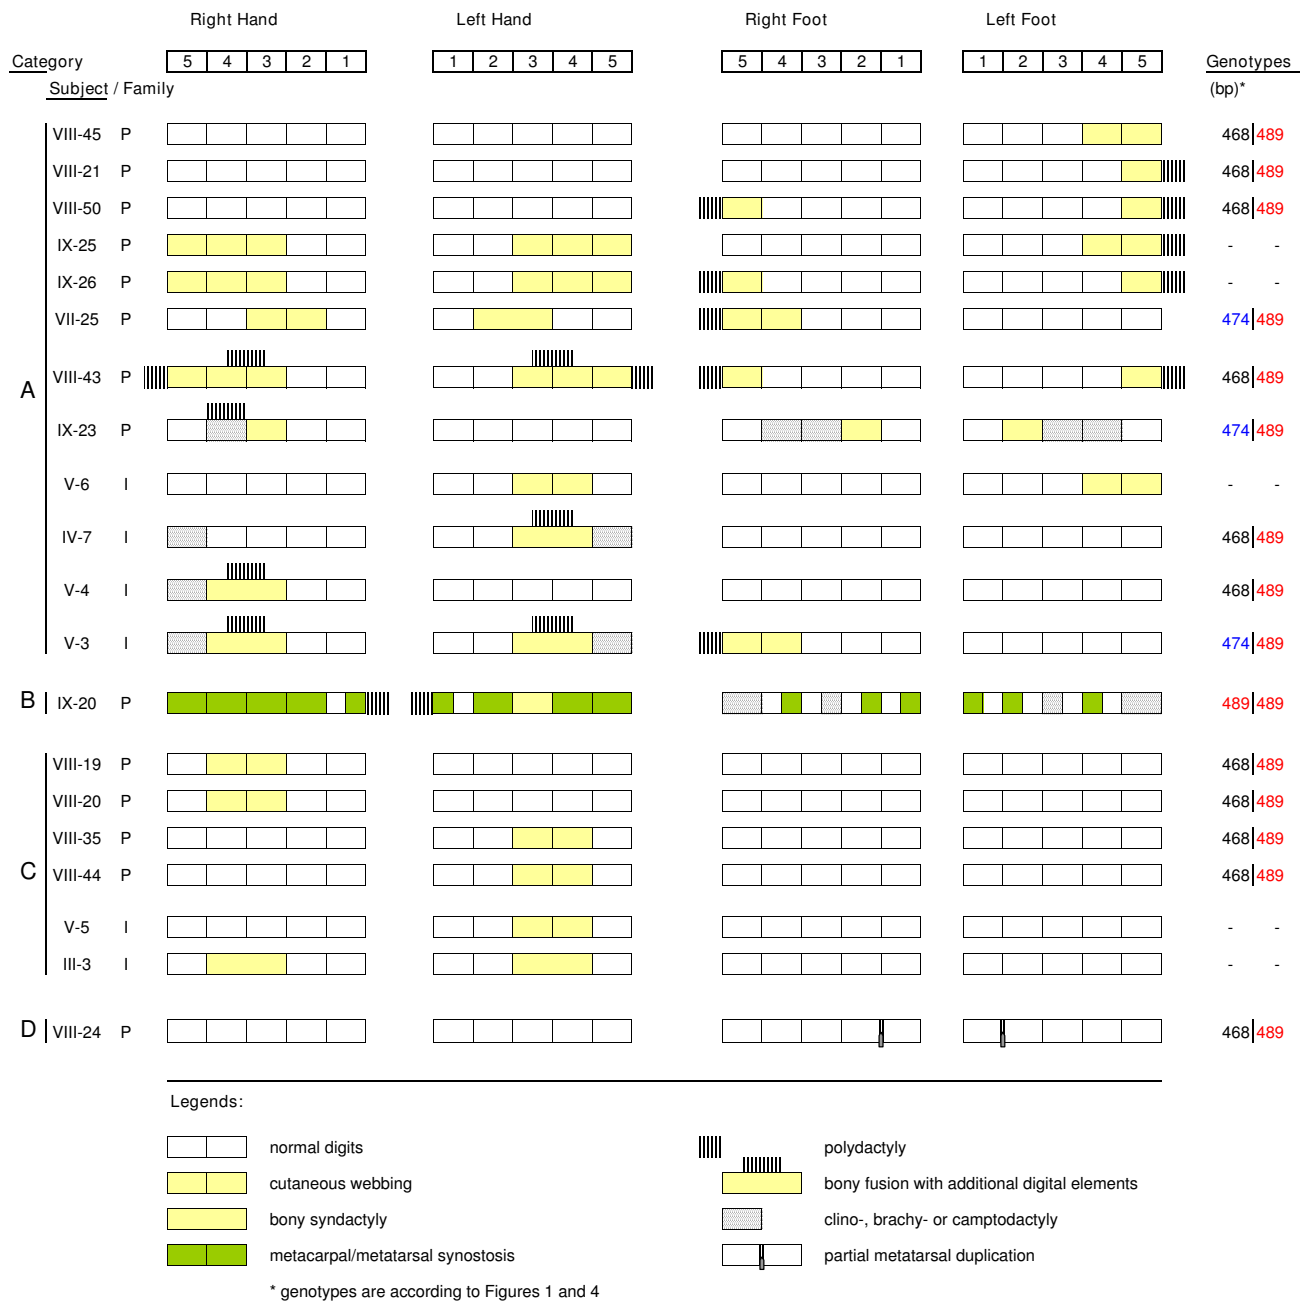 Right Hand Left Hand Right Foot Left Foot
Category 5 4 3 2 1 1 2 3 4 5 5 4 3 2 1 1 2 3 4 5 Genotypes
Subject / Family (bp)*
VIII-45 P 468 489
VIII-21 P 468 489
VIII-50 P 468 489
IX-25 P - -
IX-26 P - -
VII-25 P 474 489
VIII-43 P 468 489
A
IX-23 P 474 489
V-6 I - -
IV-7 I 468 489
V-4 I 468 489
V-3 I 474 489
B IX-20 P 489 489
VIII-19 P 468 489
VIII-20 P 468 489
VIII-35 P 468 489
C VIII-44 P 468 489
V-5 I - -
III-3 I - -
D VIII-24 P 468 489
Legends:
normal digits polydactyly
cutaneous webbing bony fusion with additional digital elements
bony syndactyly clino-, brachy- or camptodactyly
metacarpal/metatarsal synostosis partial metatarsal duplication
* genotypes are according to Figures 1 and 4